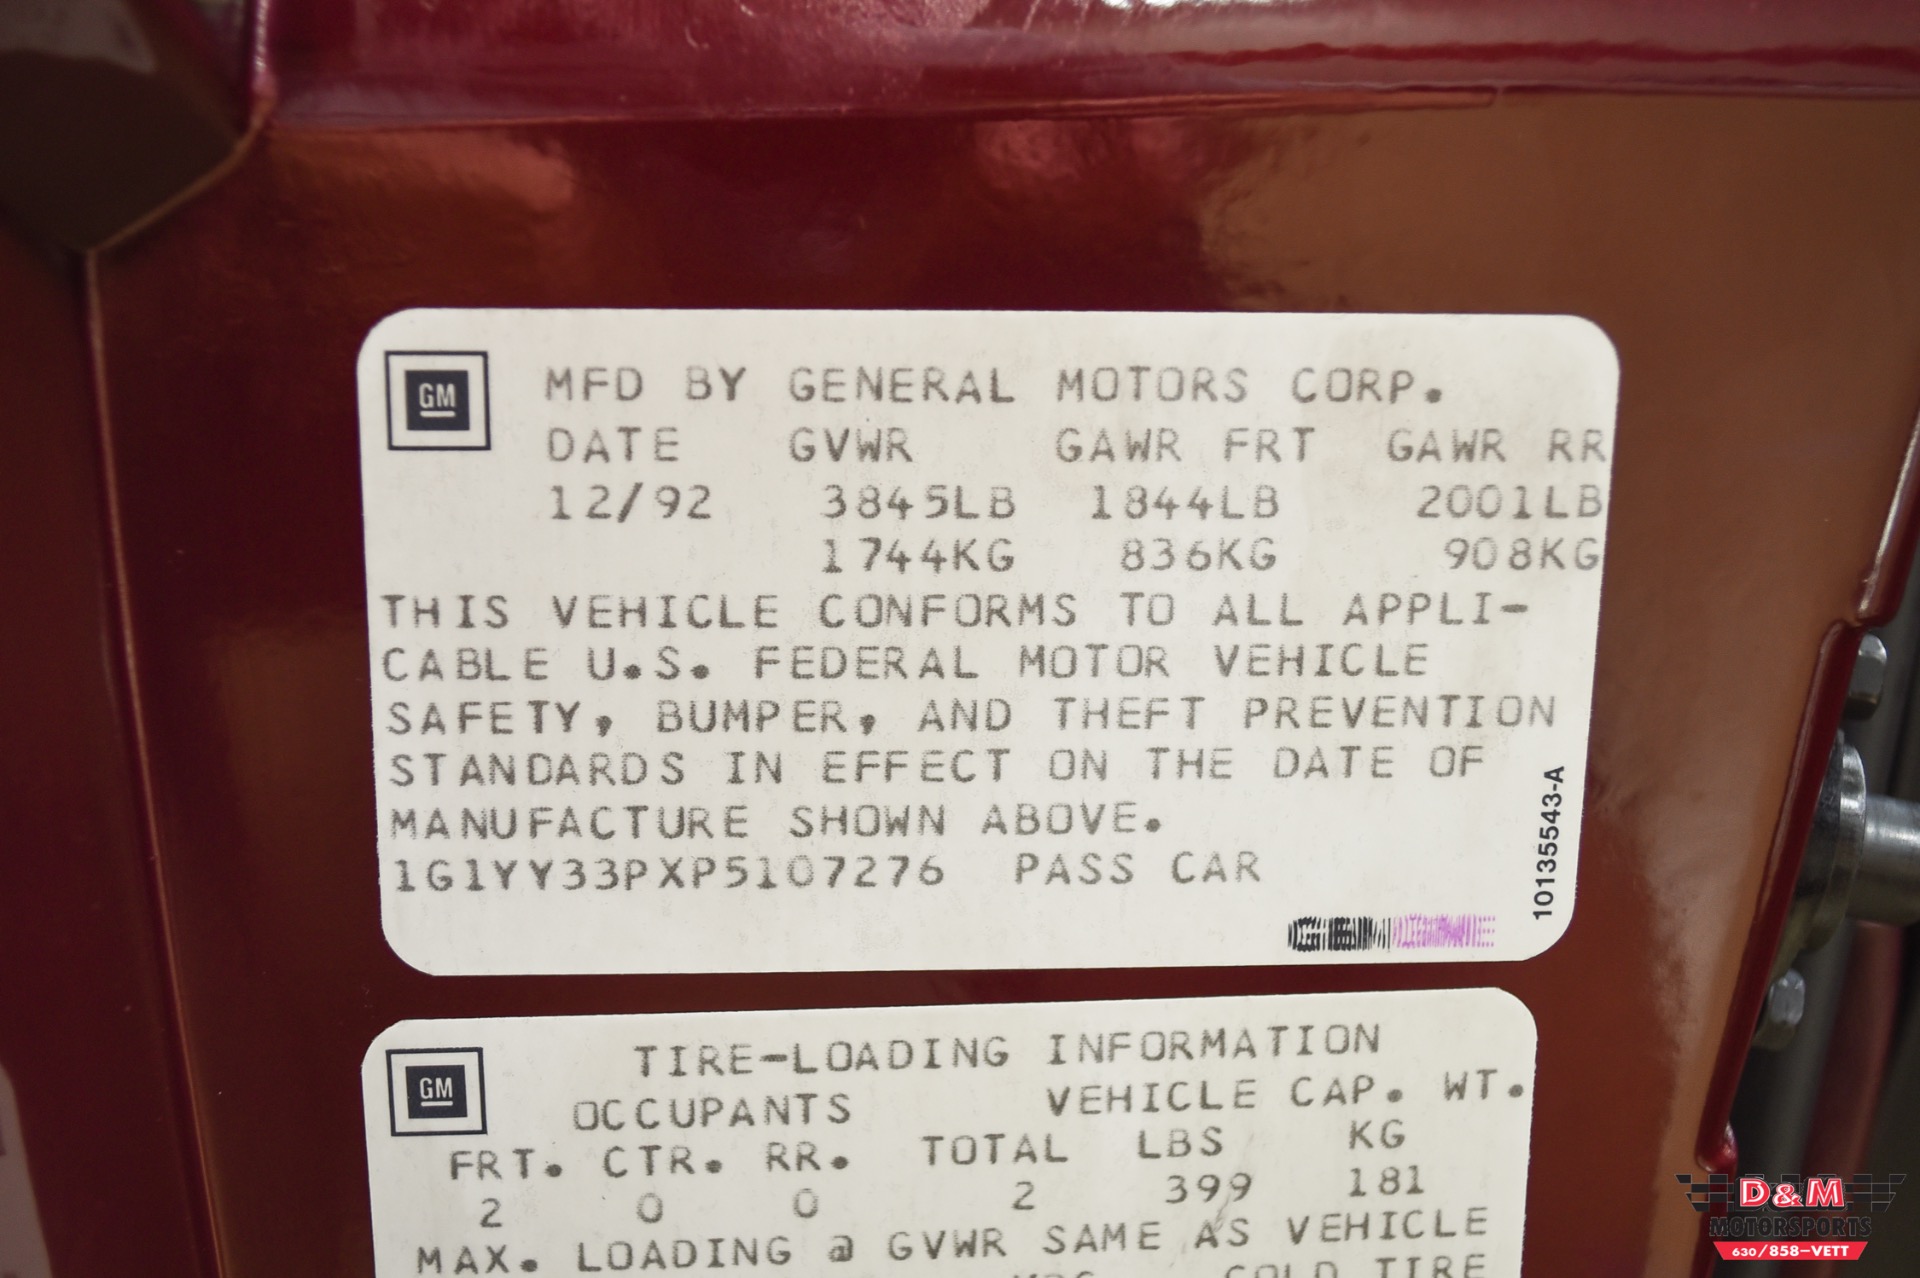 GM
MFD BY GENERAL MOTORS CORP.
DATE GVWR GAWR FRT GAWR RR
12/92 3845LB 1844LB 2001LB
1744KG 836KG 908KG
THIS VEHICLE CONFORMS TO ALL APPLI-
CABLE U.S. FEDERAL MOTOR VEHICLE
SAFETY, BUMPER, AND THEFT PREVENTION
STANDARDS IN EFFECT ON THE DATE OF
MANUFACTURE SHOWN ABOVE.
1G1YY33PXP5107276 PASS CAR
GM
10135543-A
GM
TIRE-LOADING INFORMATION
OCCUPANTS VEHICLE CAP. WT.
FRT. CTR. RR. TOTAL LBS KG
2 0 0 2 399 181
MAX. LOADING @ GVWR SAME AS VEHICLE
COLD TIRE
D&M
MOTORSPORTS
630/858-VETT